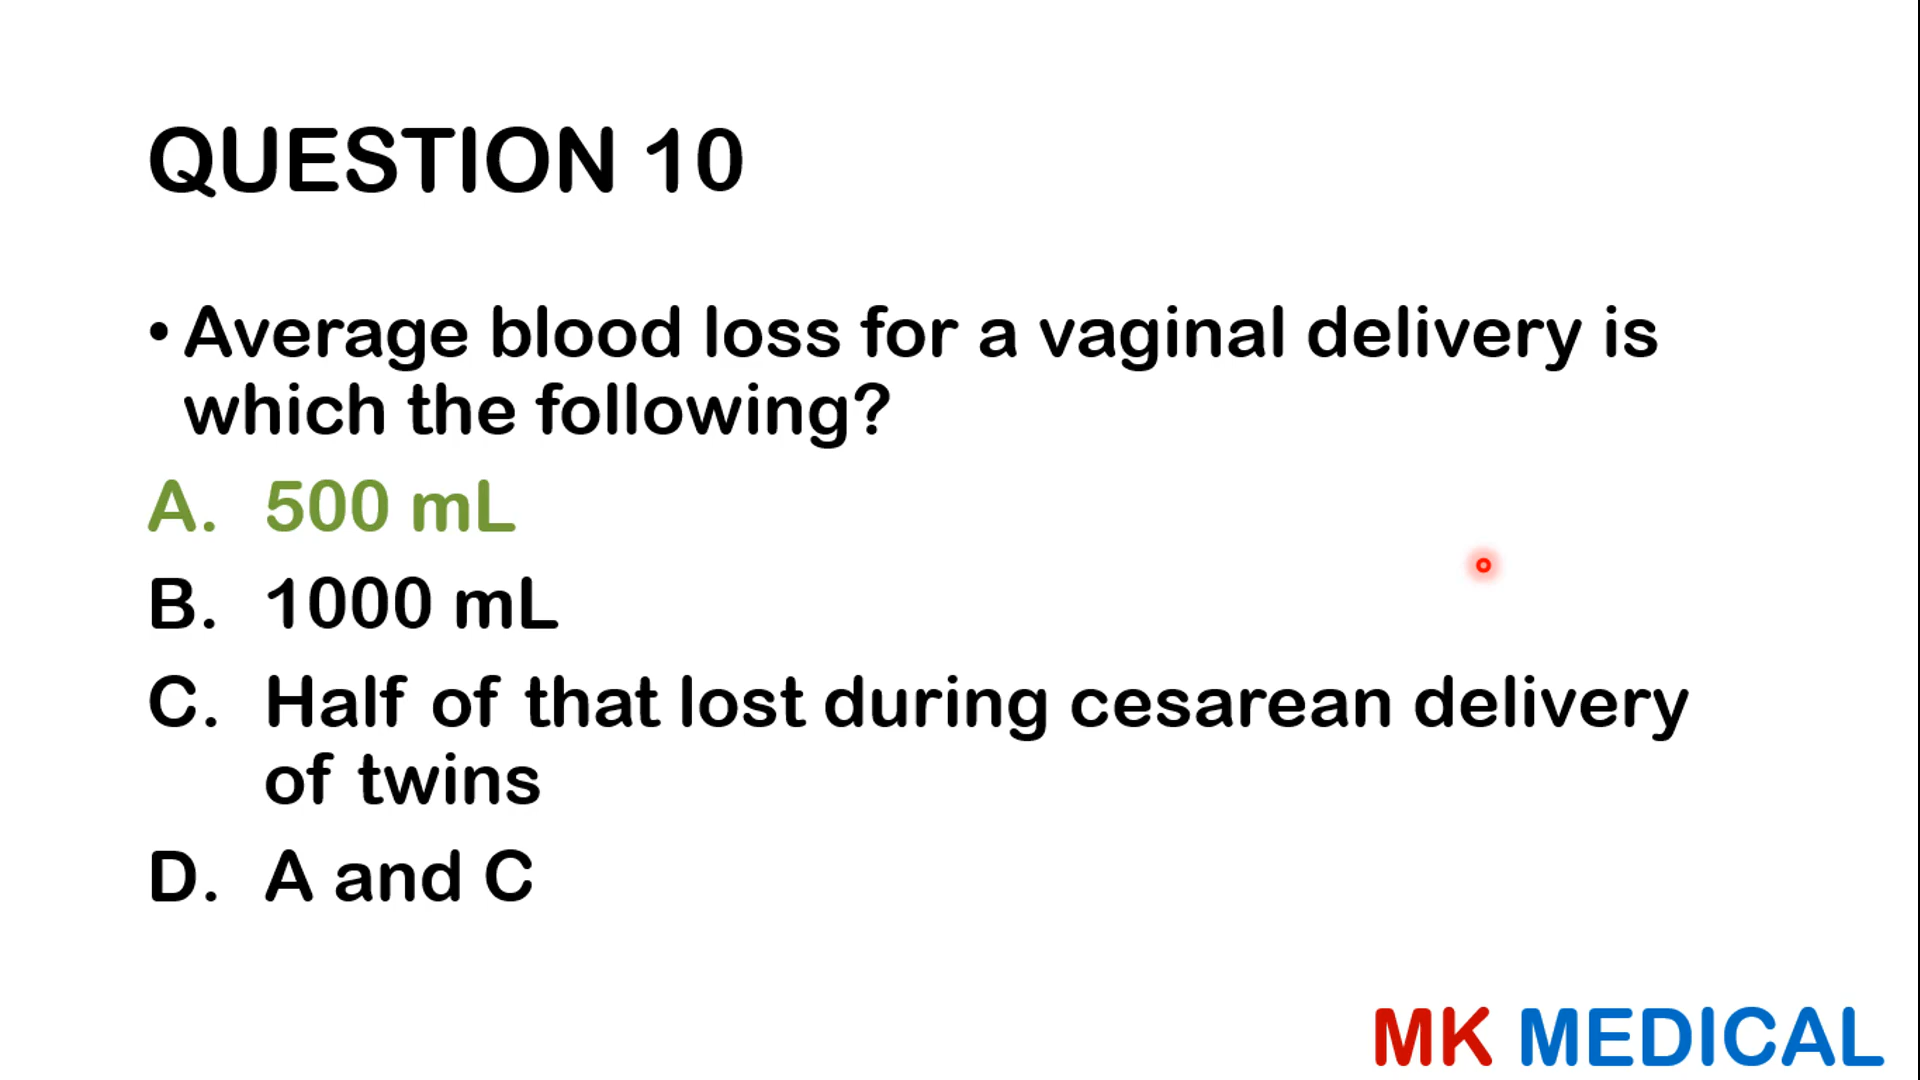 QUESTION 10
• Average blood loss for a vaginal delivery is
which the following?
A. 500 mL
B. 1000 mL
C. Half of that lost during cesarean delivery
of twins
D. A and C
MK MEDICAL